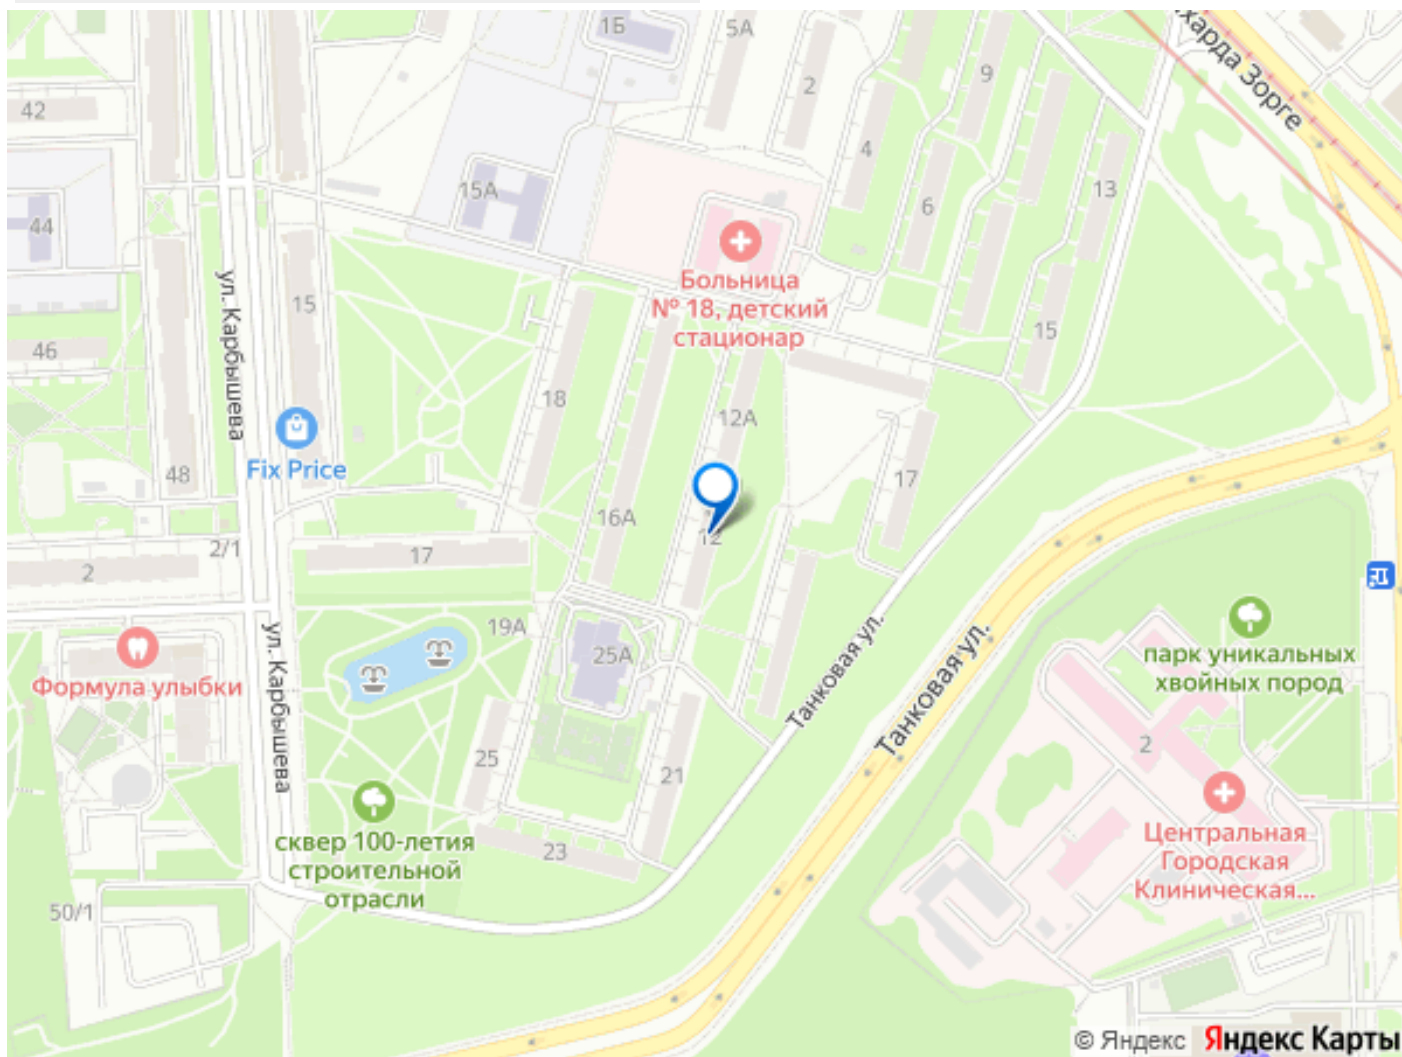 1Б
5А
харда Зорге
9
2
42
4
13
15А
6
44
Больница
№ 18, детский
стационар
ул. Карбышева
15
46
15
18
12А
Fix Price
48
17
16А
12
2/1
17
2
19А
25А
ул. Карбышева
Формула улыбки
Танковая ул.
Танковая ул.
парк уникальных
хвойных пород
2
25
21
сквер 100-летия
строительной
отрасли
23
Центральная
Городская
Клиническая...
50/1
© Яндекс Яндекс Карты